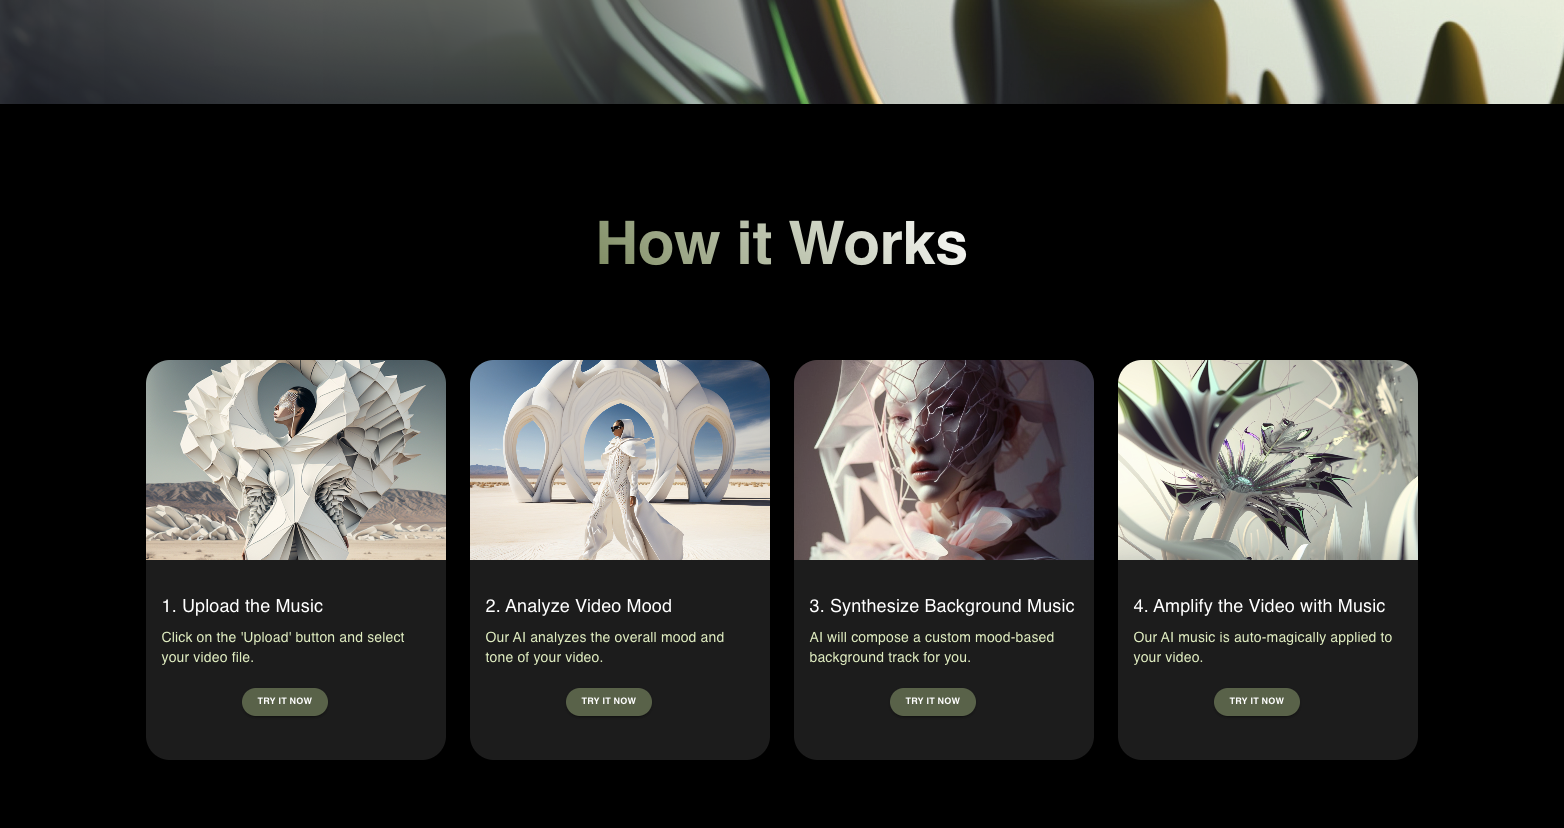 How it Works
1. Upload the Music
Click on the 'Upload' button and select
your video file.
TRY IT NOW
2. Analyze Video Mood
Our AI analyzes the overall mood and
tone of your video.
TRY IT NOW
3. Synthesize Background Music
AI will compose a custom mood-based
background track for you.
TRY IT NOW
4. Amplify the Video with Music
Our AI music is auto-magically applied to
your video.
TRY IT NOW